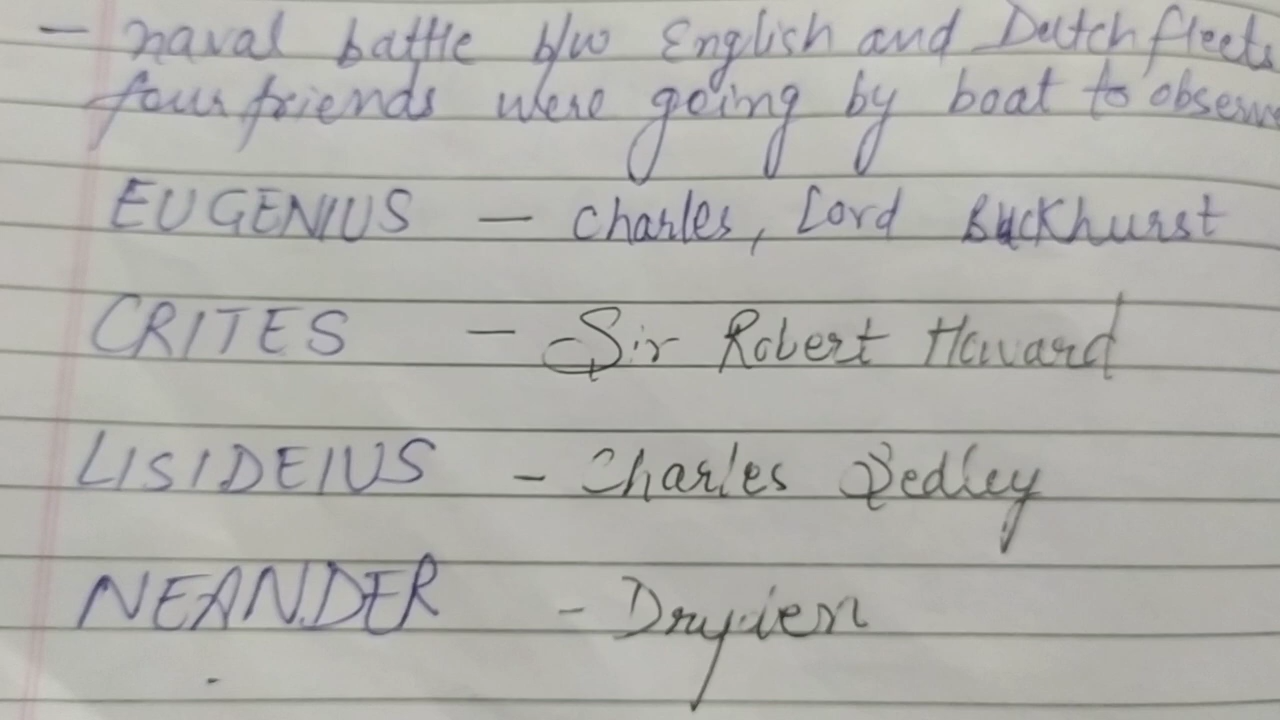 - naval battle b/w English and Dutch fleets
four friends were going by boat to observe
EUGENIUS - Charles, Lord Buckhurst
CRITES - Sir Robert Howard
LISIDEIUS - Charles Sedley
NEANDER - Dryden